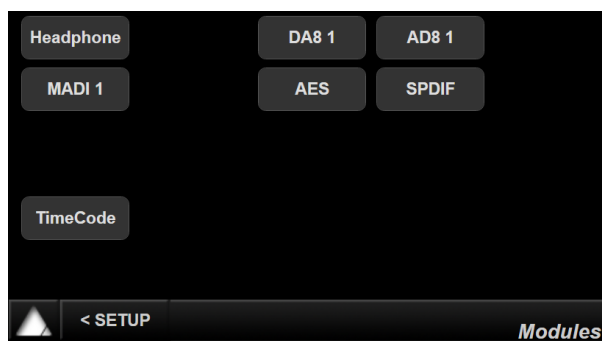 Headphone DA8 1 AD8 1
MADI 1 AES SPDIF
TimeCode
< SETUP
Modules